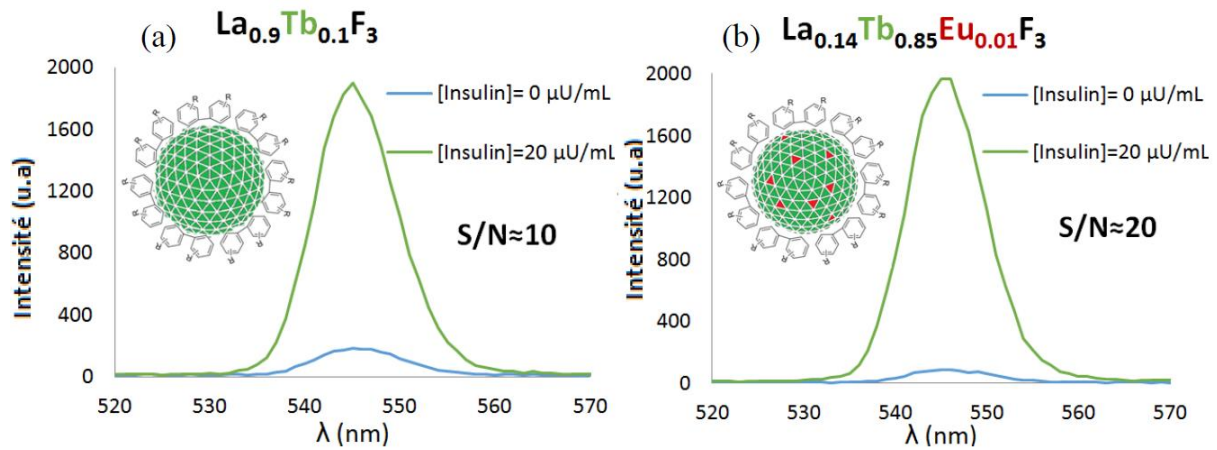 (a) La0.9Tb0.1F3
2000
1600
1200
800
400
0
Intensité (u.a)
[Insulin]= 0 µU/mL
[Insulin]=20 µU/mL
S/N≈10
R R R R R R R R R R R R R R
520 530 540 550 560 570
λ (nm)
(b) La0.14Tb0.85Eu0.01F3
2000
1600
1200
800
400
0
Intensité (u.a)
[Insulin]= 0 µU/mL
[Insulin]=20 µU/mL
S/N≈20
R R R R R R R R R R R R R R
520 530 540 550 560 570
λ (nm)